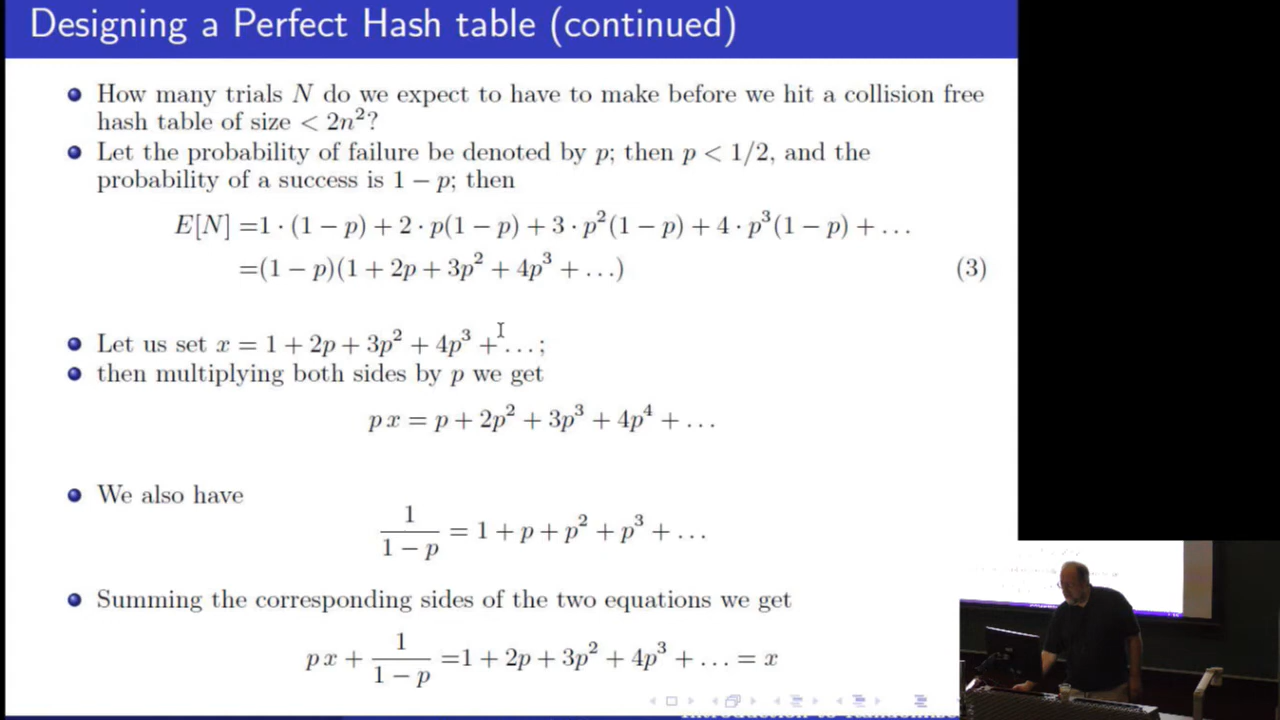 Designing a Perfect Hash table (continued)
How many trials N do we expect to have to make before we hit a collision free
hash table of size < 2n²?
Let the probability of failure be denoted by p; then p < 1/2, and the
probability of a success is 1 − p; then
E[N] =1 · (1 − p) + 2 · p(1 − p) + 3 · p²(1 − p) + 4 · p³(1 − p) + ...
=(1 − p)(1 + 2p + 3p² + 4p³ + ...) (3)
Let us set x = 1 + 2p + 3p² + 4p³ + ...;
then multiplying both sides by p we get
p x = p + 2p² + 3p³ + 4p⁴ + ...
We also have
1/(1 − p) = 1 + p + p² + p³ + ...
Summing the corresponding sides of the two equations we get
p x + 1/(1 − p) =1 + 2p + 3p² + 4p³ + ... = x